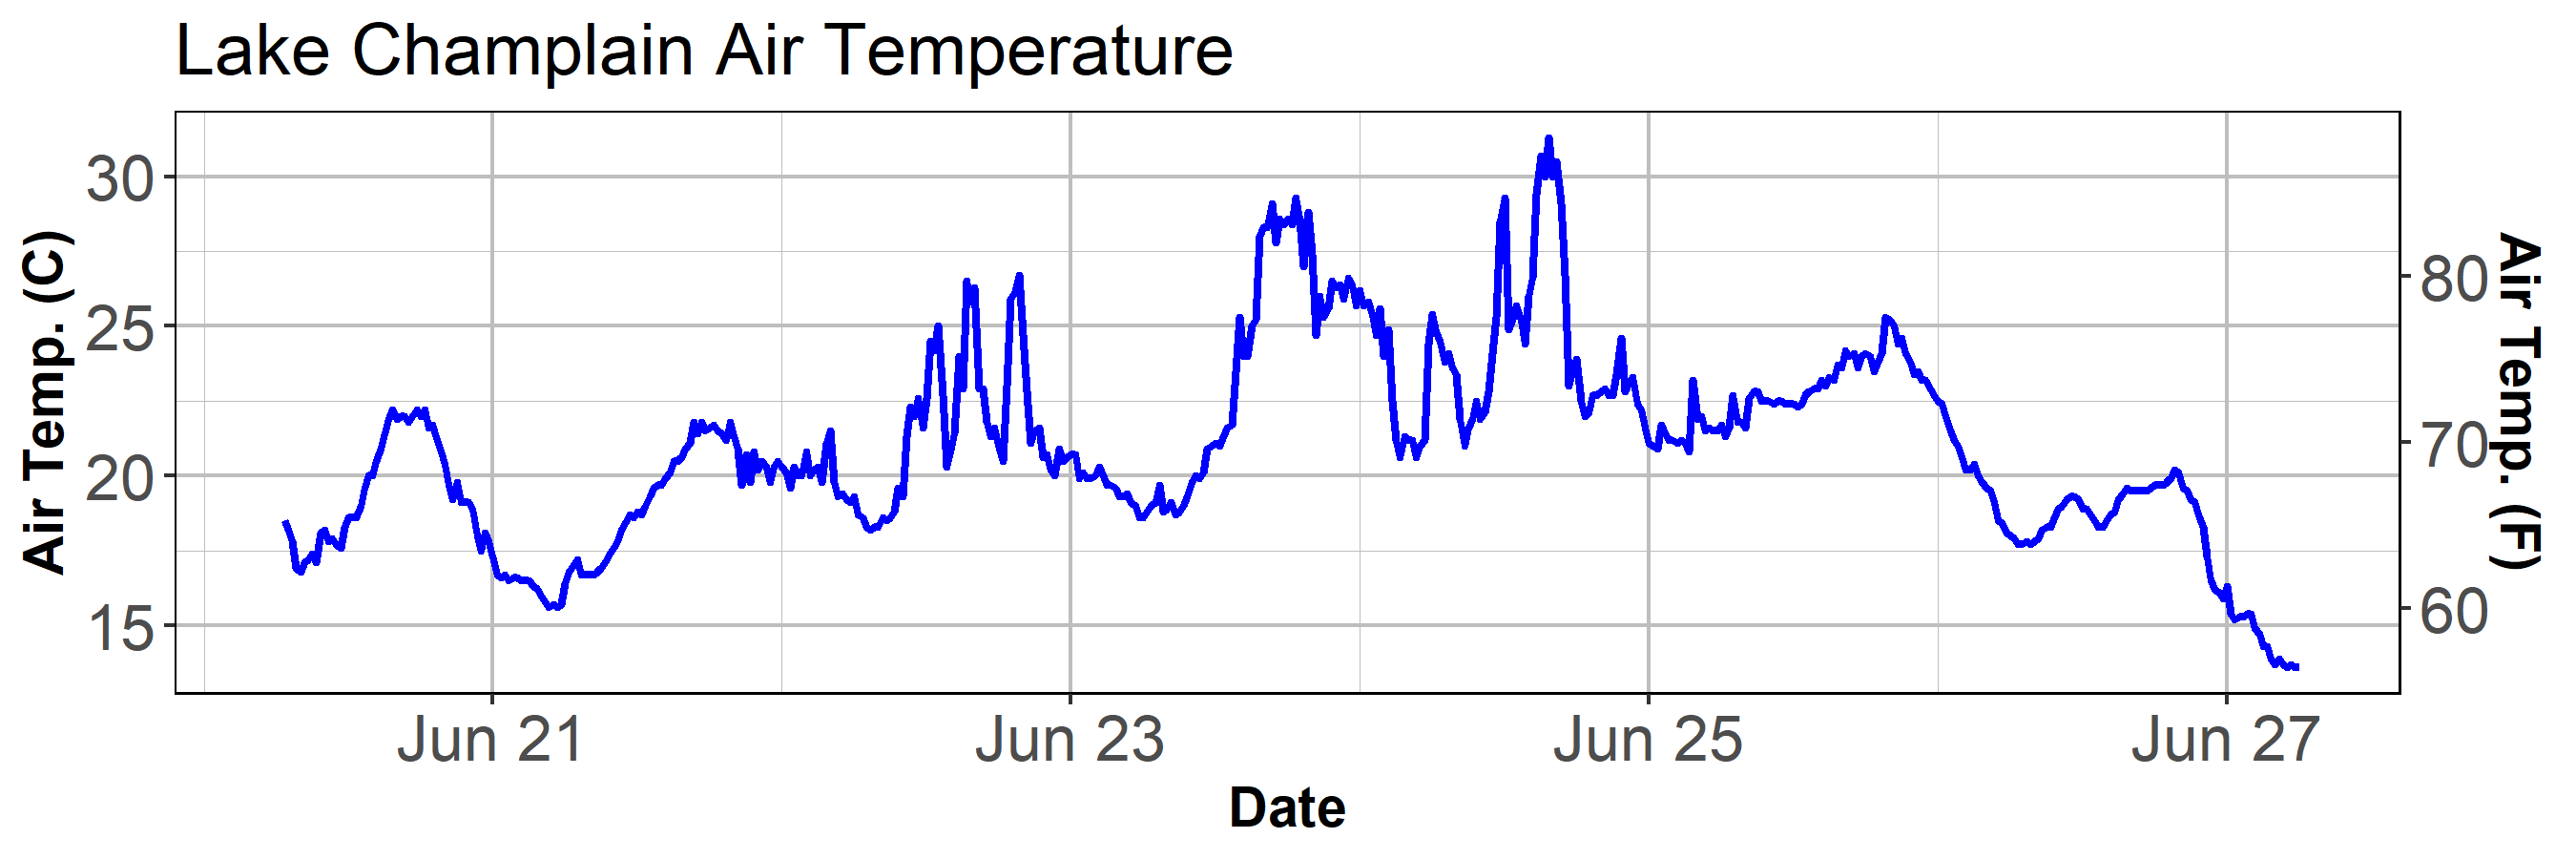 Lake Champlain Air Temperature
Air Temp. (C)
30
25
20
15
80
70
60
Air Temp. (F)
Jun 21
Jun 23
Jun 25
Jun 27
Date